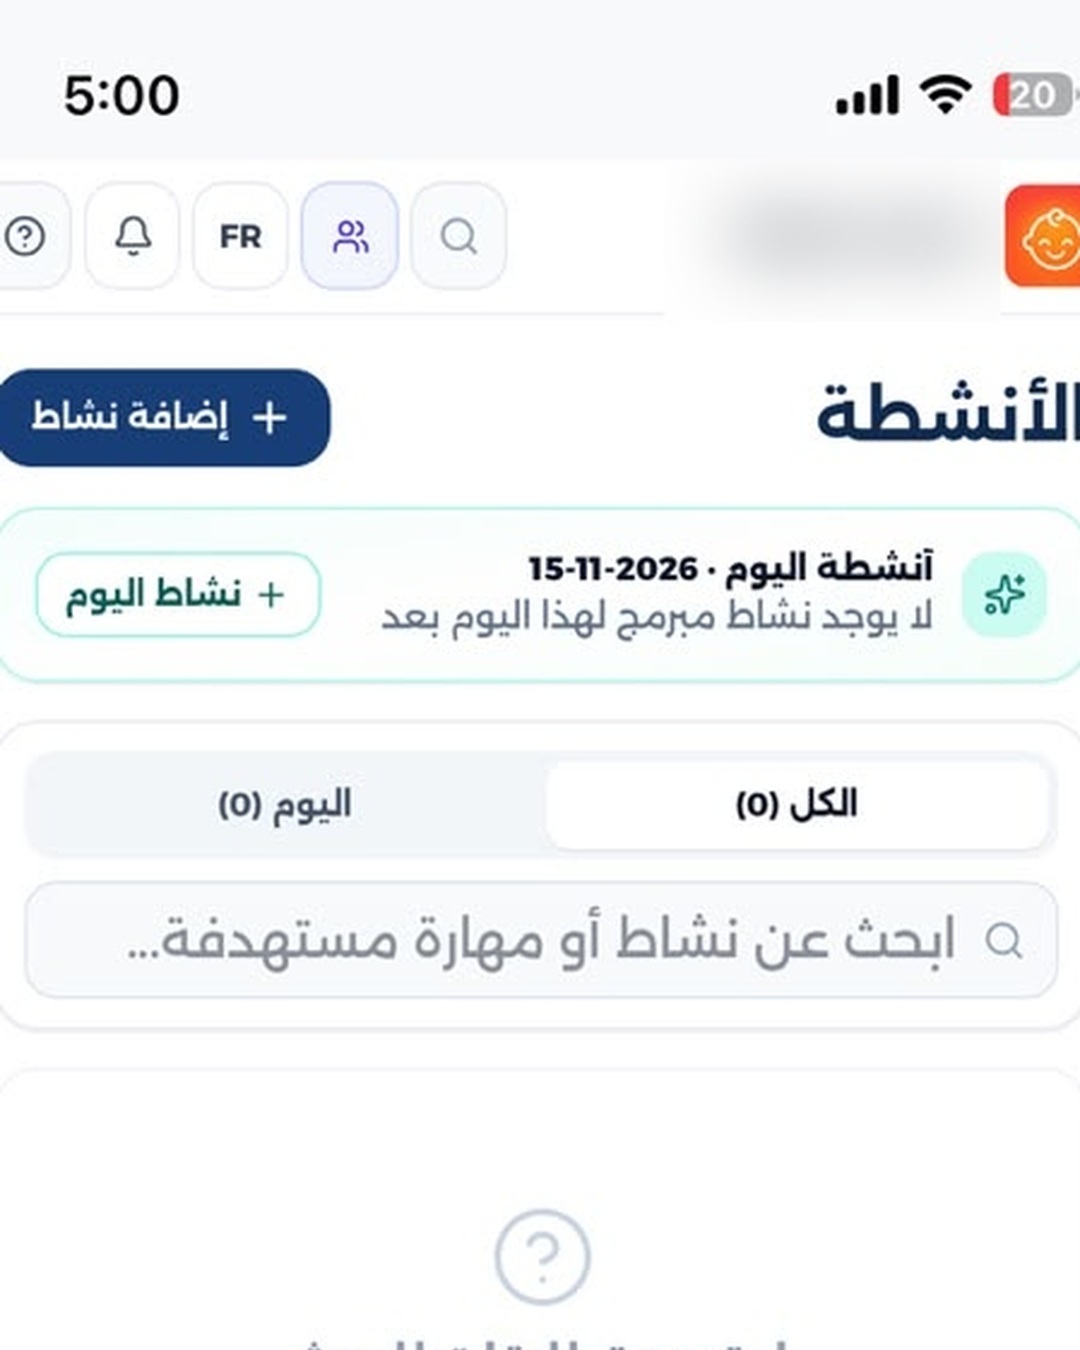 5:00
20
FR
الأنشطة
+ إضافة نشاط
أنشطة اليوم · 2026-11-15
لا يوجد نشاط مبرمج لهذا اليوم بعد
+ نشاط اليوم
الكل (0)
اليوم (0)
ابحث عن نشاط أو مهارة مستهدفة...